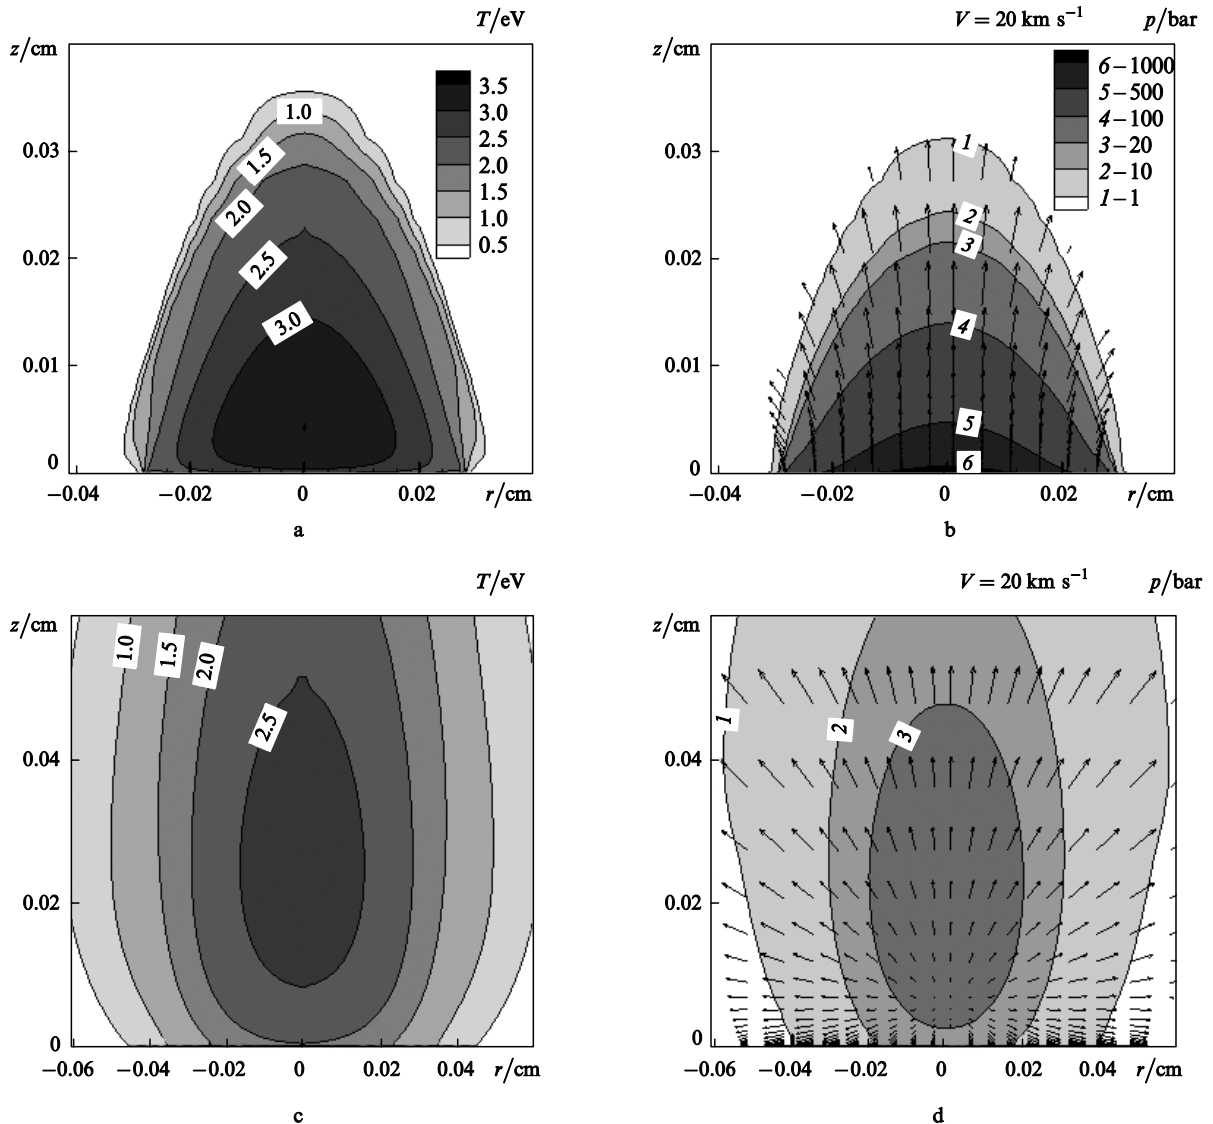 T/eV
z/cm
3.5
3.0
2.5
2.0
1.5
1.0
0.5
1.0
1.5
2.0
2.5
3.0
0.03
0.02
0.01
0
−0.04 −0.02 0 0.02 r/cm
a
V = 20 km s⁻¹ p/bar
z/cm
6–1000
5–500
4–100
3–20
2–10
1–1
1
2
3
4
5
6
0.03
0.02
0.01
0
−0.04 −0.02 0 0.02 r/cm
b
T/eV
z/cm
1.0 1.5 2.0
2.5
0.04
0.02
0
−0.06 −0.04 −0.02 0 0.02 0.04 r/cm
c
V = 20 km s⁻¹ p/bar
z/cm
1 2 3
0.04
0.02
0
−0.06 −0.04 −0.02 0 0.02 0.04 r/cm
d